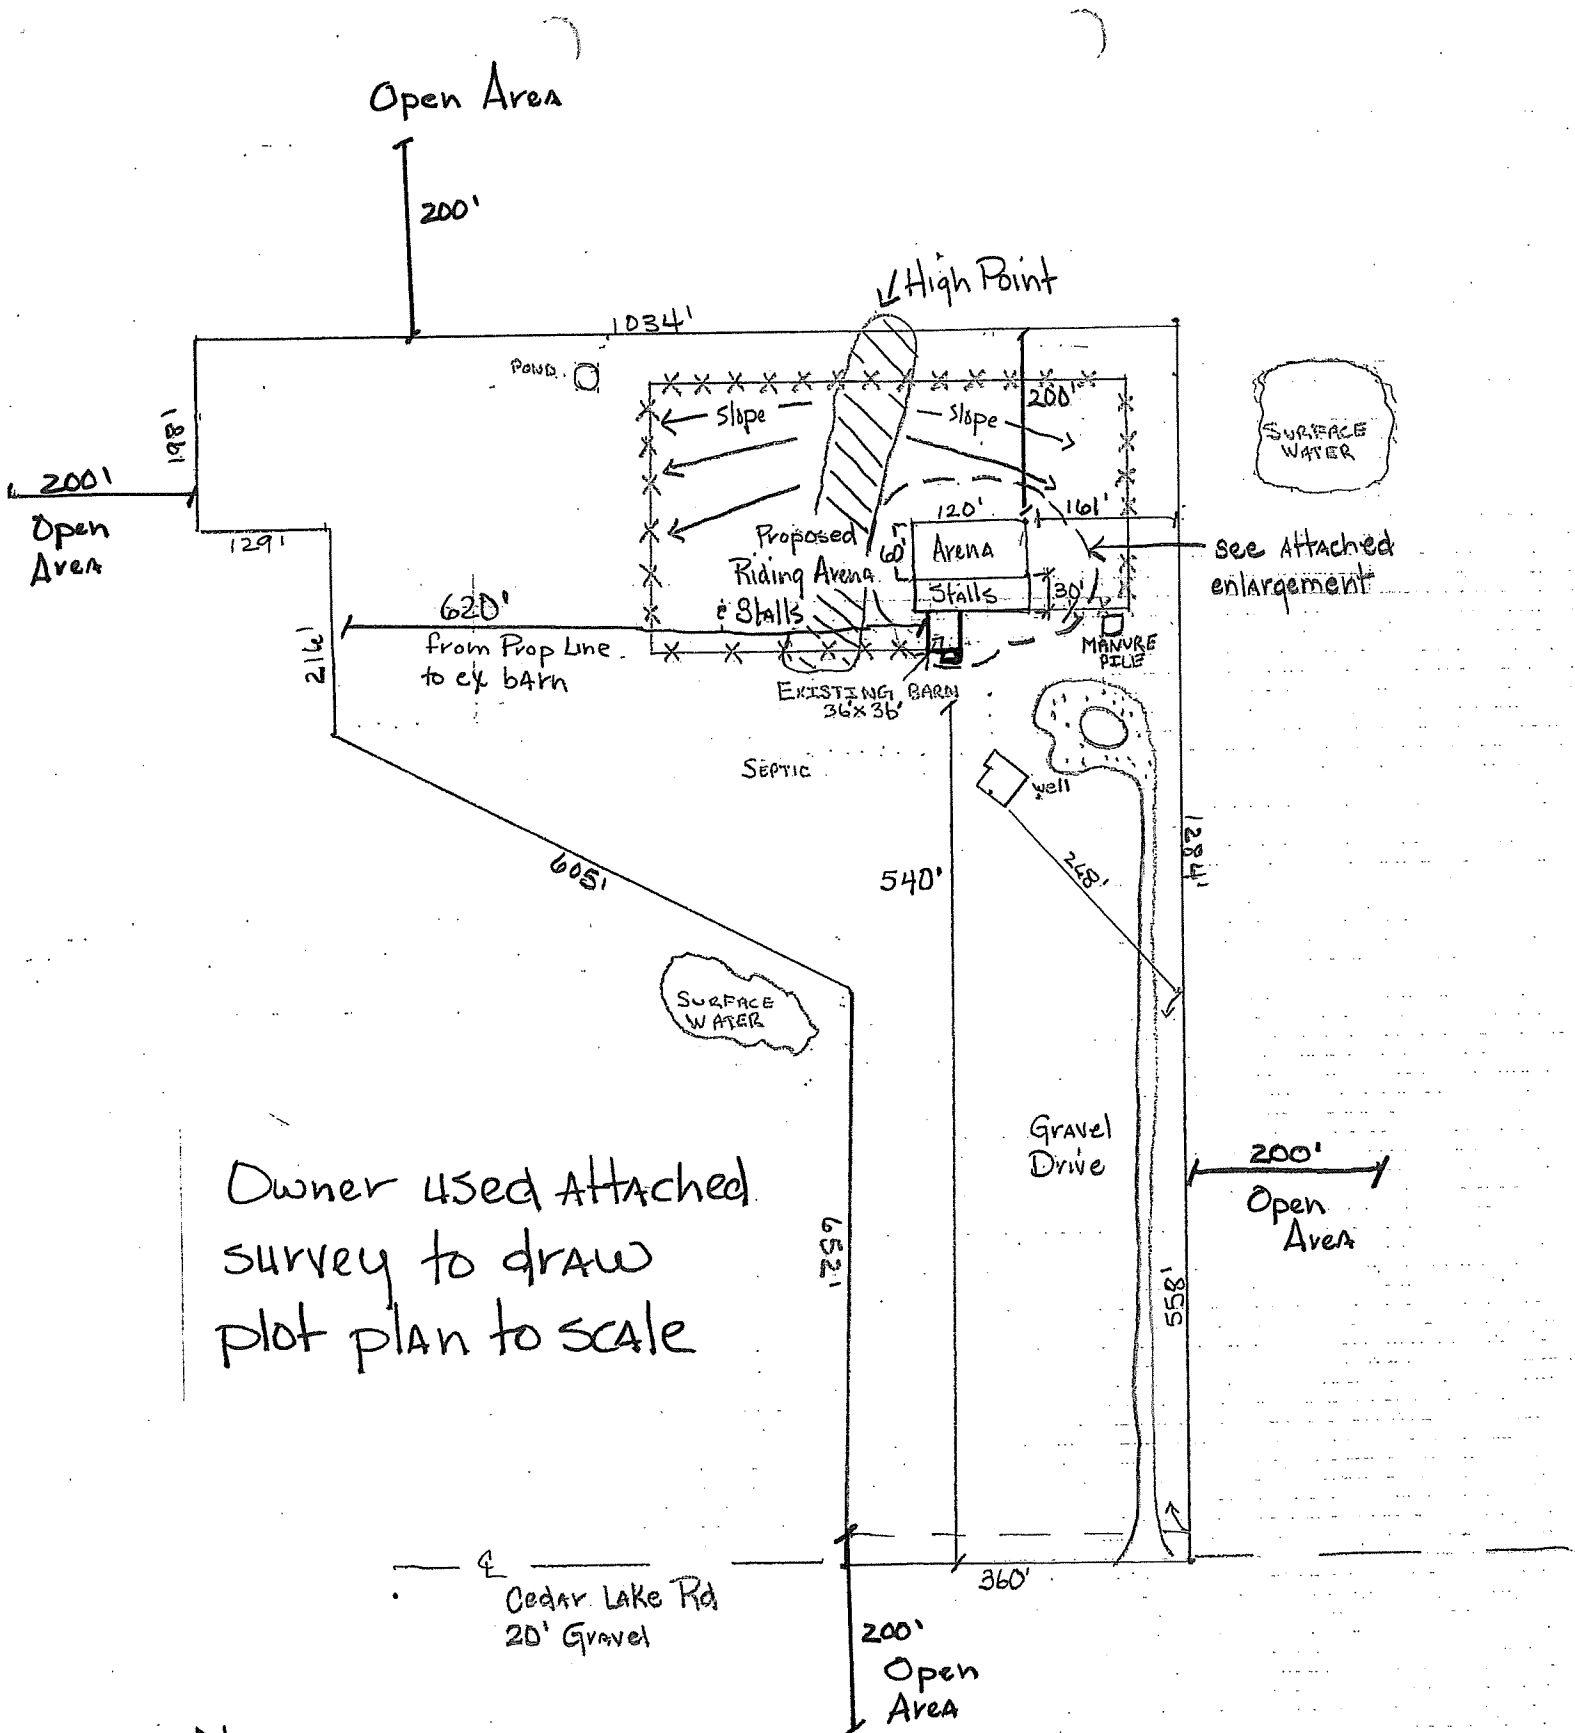 Open Area
200'
High Point
1034'
POND
200'
slope
slope
SURFACE
WATER
198'
200'
Open
Area
129'
120'
161'
Proposed
Riding Arena
& Stalls
60'
Arena
Stalls
30'
see Attached
enlargement
620'
from Prop Line
to ex barn
216'
MANURE
PILE
EXISTING BARN
36'x36'
SEPTIC
well
1284'
605'
540'
248'
SURFACE
WATER
Gravel
Drive
200'
Open
Area
Owner used Attached
survey to draw
plot plan to scale
652'
558'
℄
360'
Cedar Lake Rd
20' Gravel
200'
Open
Area